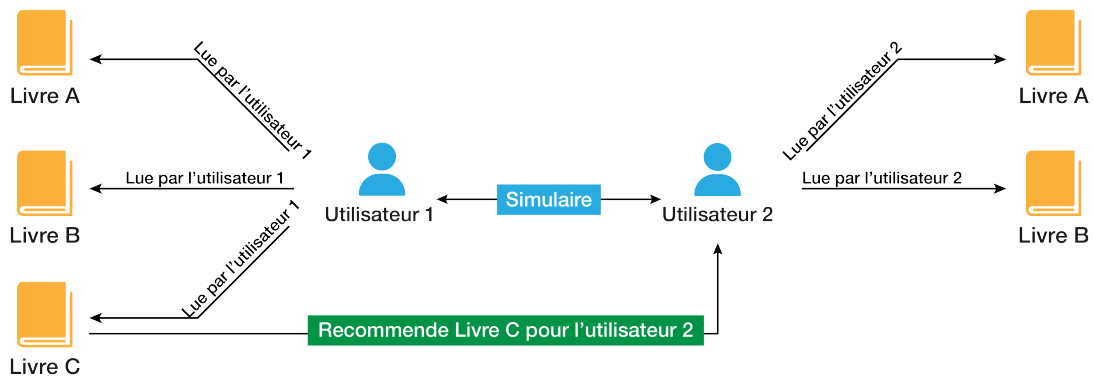 Livre A
Lue par l'utilisateur 1
Lue par l'utilisateur 1
Livre B
Lue par l'utilisateur 1
Livre C
Utilisateur 1
Simulaire
Utilisateur 2
Recommende Livre C pour l'utilisateur 2
Lue par l'utilisateur 2
Livre A
Lue par l'utilisateur 2
Livre B